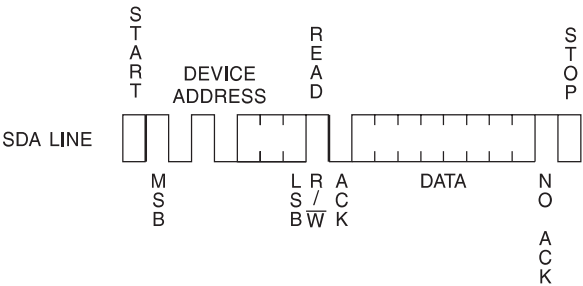 START
READ
STOP
DEVICE
ADDRESS
SDA LINE
MSB
LSB
R/W
ACK
DATA
NO ACK